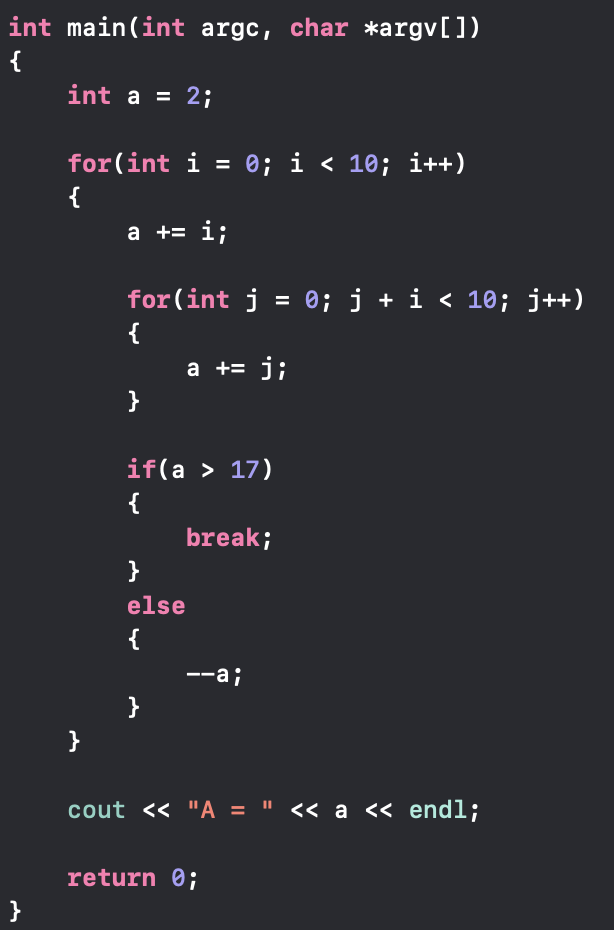 int main(int argc, char *argv[])
{
    int a = 2;

    for(int i = 0; i < 10; i++)
    {
        a += i;

        for(int j = 0; j + i < 10; j++)
        {
            a += j;
        }

        if(a > 17)
        {
            break;
        }
        else
        {
            --a;
        }
    }

    cout << "A = " << a << endl;

    return 0;
}